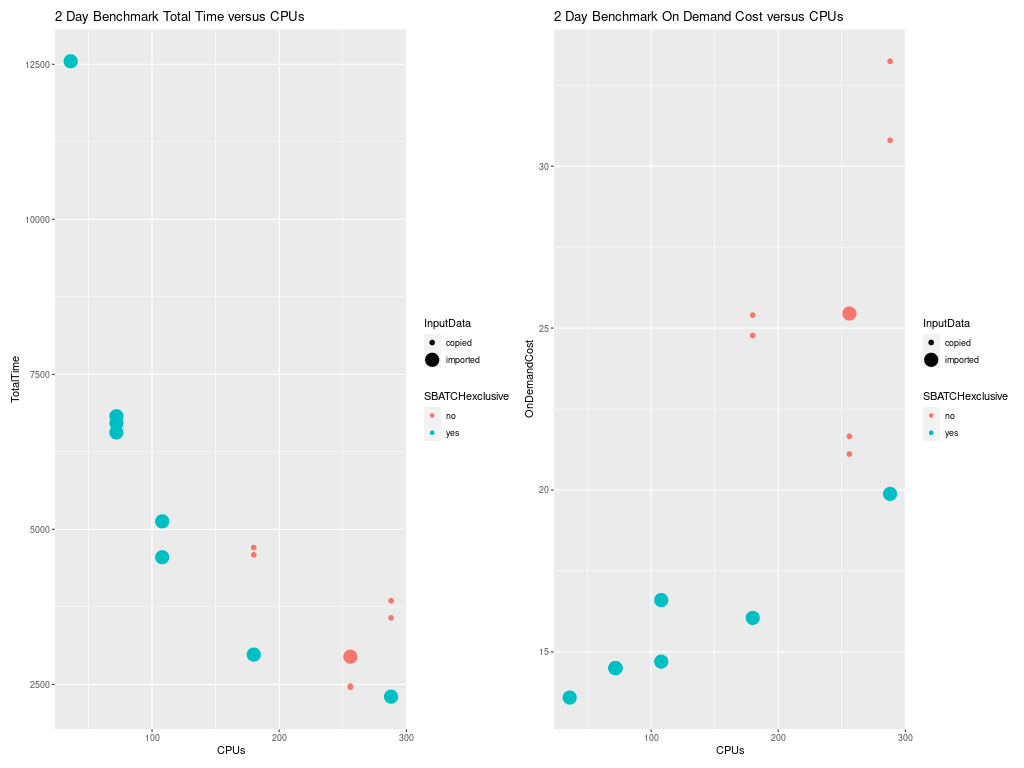 2 Day Benchmark Total Time versus CPUs
TotalTime
12500
10000
7500
5000
2500
100
200
300
CPUs
InputData
copied
imported
SBATCHexclusive
no
yes
2 Day Benchmark On Demand Cost versus CPUs
OnDemandCost
30
25
20
15
100
200
300
CPUs
InputData
copied
imported
SBATCHexclusive
no
yes